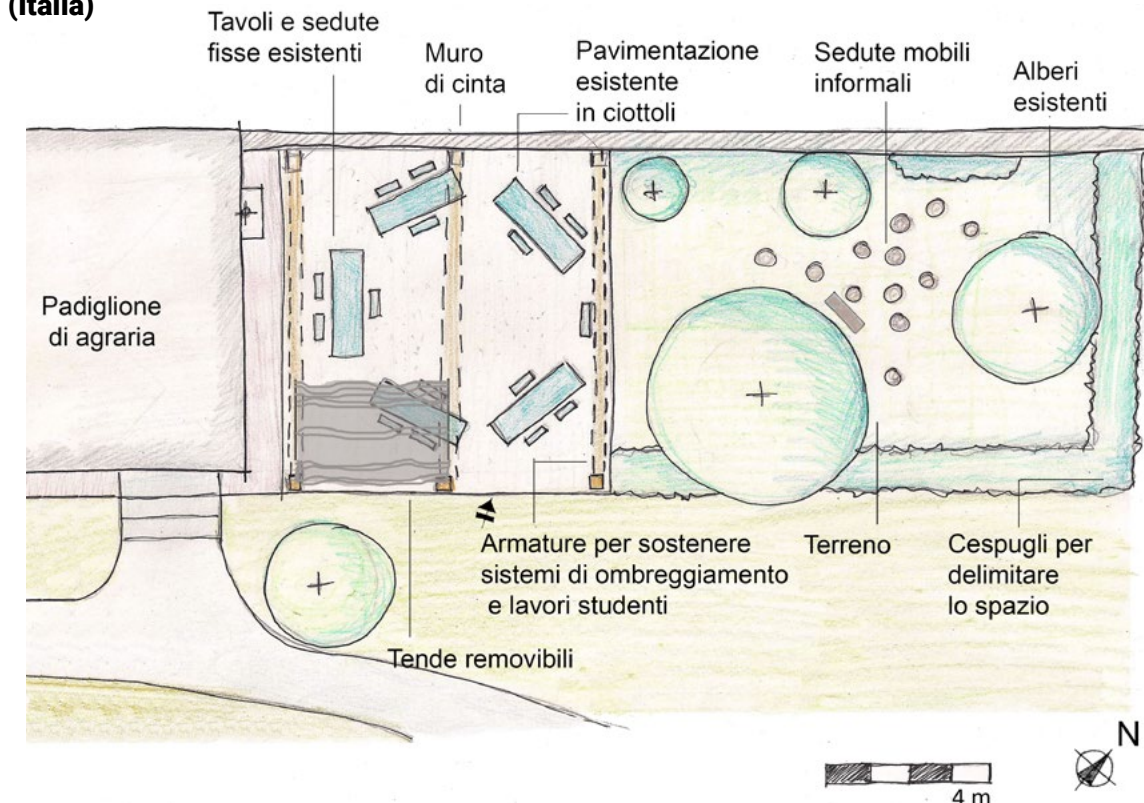 (Italia)
Tavoli e sedute
fisse esistenti
Muro
di cinta
Pavimentazione
esistente
in ciottoli
Sedute mobili
informali
Alberi
esistenti
Padiglione
di agraria
Armature per sostenere
sistemi di ombreggiamento
e lavori studenti
Terreno
Cespugli per
delimitare
lo spazio
Tende removibili
N
4 m